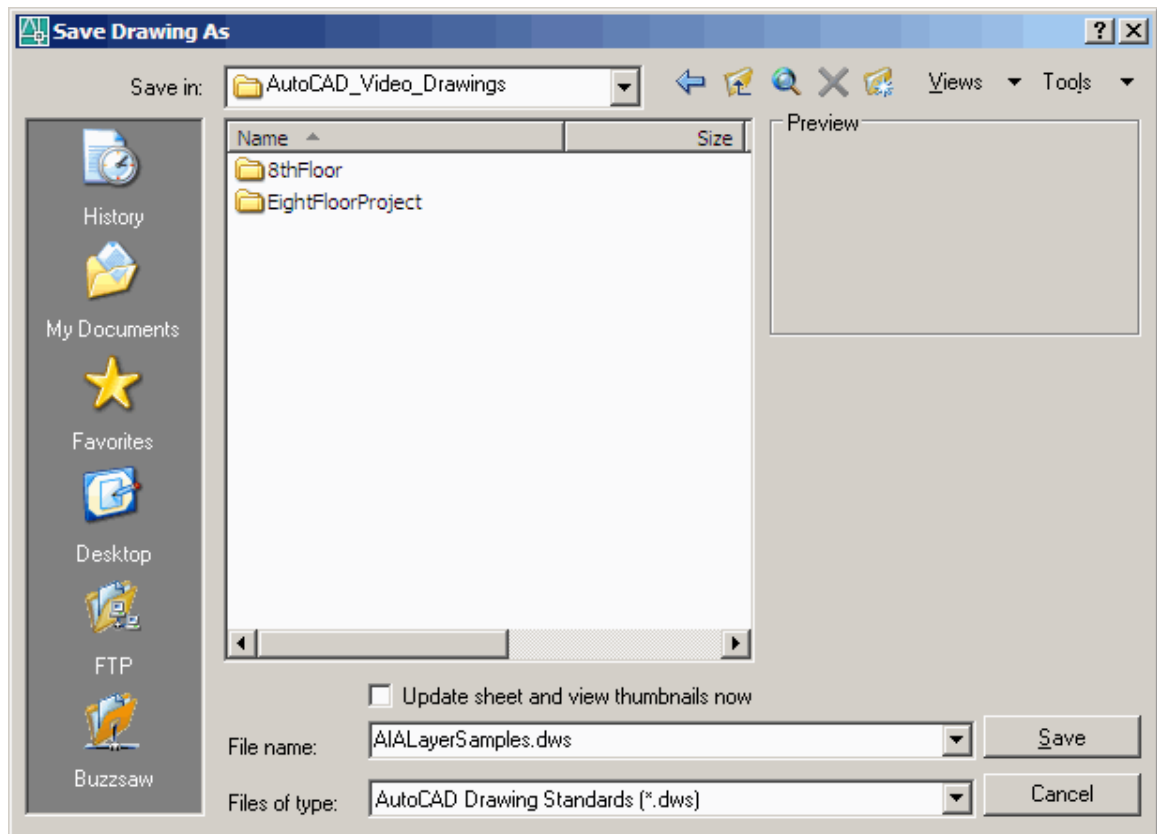 Save Drawing As
Save in: AutoCAD_Video_Drawings Views Tools
Name Size
Preview
8thFloor
EightFloorProject
History
My Documents
Favorites
Desktop
FTP
Buzzsaw
Update sheet and view thumbnails now
File name: AIALayerSamples.dws Save
Files of type: AutoCAD Drawing Standards (*.dws) Cancel